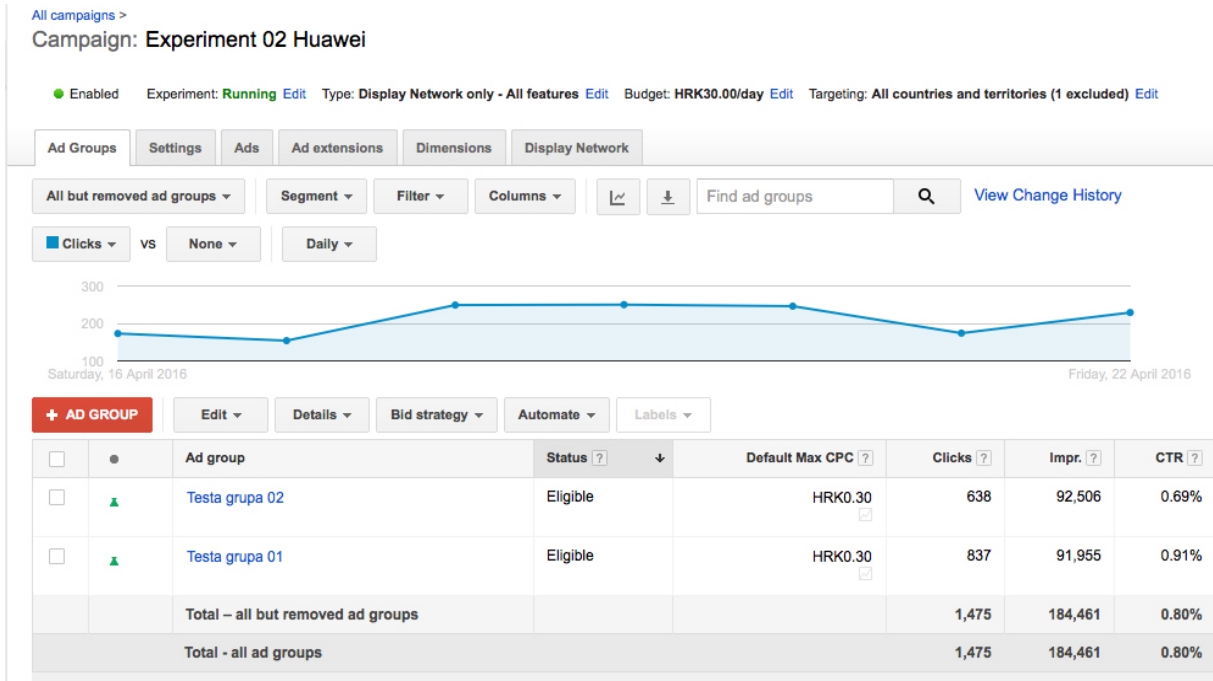 All campaigns >
Campaign: Experiment 02 Huawei
Enabled Experiment: Running Edit Type: Display Network only - All features Edit Budget: HRK30.00/day Edit Targeting: All countries and territories (1 excluded) Edit
Ad Groups Settings Ads Ad extensions Dimensions Display Network
All but removed ad groups Segment Filter Columns Find ad groups View Change History
Clicks vs None Daily
300
200
100
Saturday, 16 April 2016 Friday, 22 April 2016
+ AD GROUP Edit Details Bid strategy Automate Labels
Ad group Status ? Default Max CPC ? Clicks ? Impr. ? CTR ?
Testa grupa 02 Eligible HRK0.30 638 92,506 0.69%
Testa grupa 01 Eligible HRK0.30 837 91,955 0.91%
Total – all but removed ad groups 1,475 184,461 0.80%
Total - all ad groups 1,475 184,461 0.80%